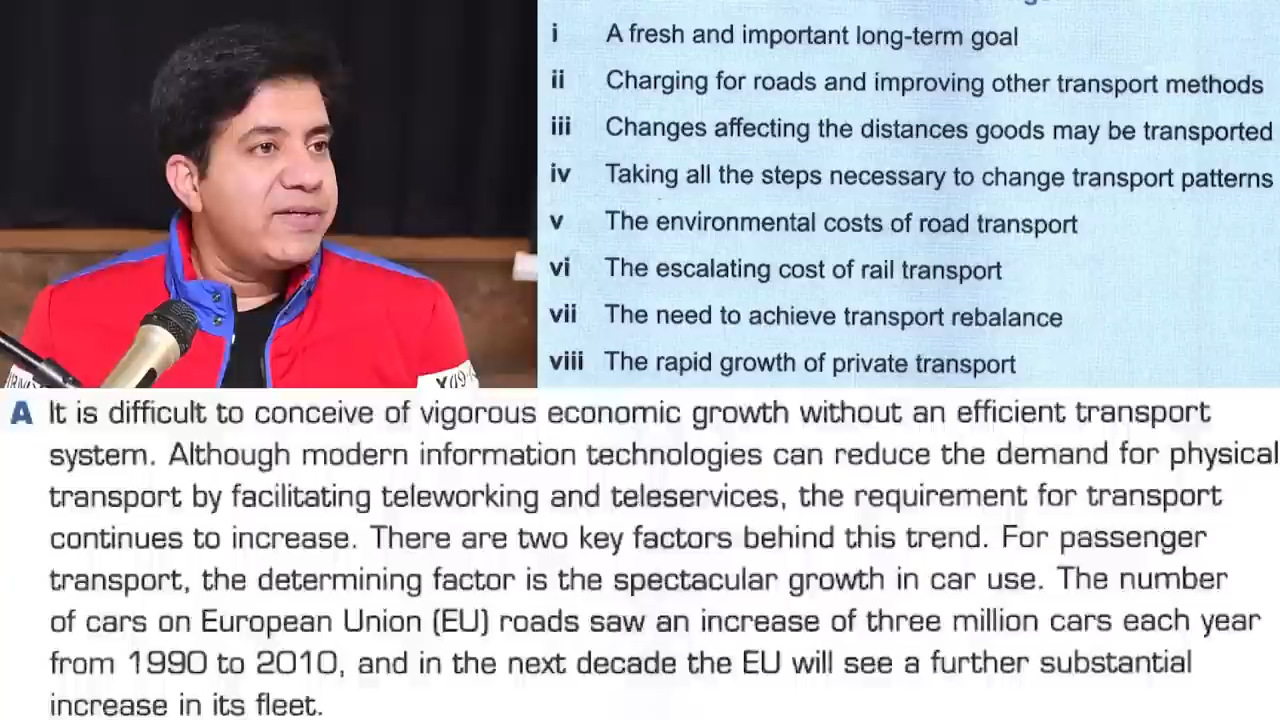 i A fresh and important long-term goal
ii Charging for roads and improving other transport methods
iii Changes affecting the distances goods may be transported
iv Taking all the steps necessary to change transport patterns
v The environmental costs of road transport
vi The escalating cost of rail transport
vii The need to achieve transport rebalance
viii The rapid growth of private transport
A It is difficult to conceive of vigorous economic growth without an efficient transport
system. Although modern information technologies can reduce the demand for physical
transport by facilitating teleworking and teleservices, the requirement for transport
continues to increase. There are two key factors behind this trend. For passenger
transport, the determining factor is the spectacular growth in car use. The number
of cars on European Union (EU) roads saw an increase of three million cars each year
from 1990 to 2010, and in the next decade the EU will see a further substantial
increase in its fleet.